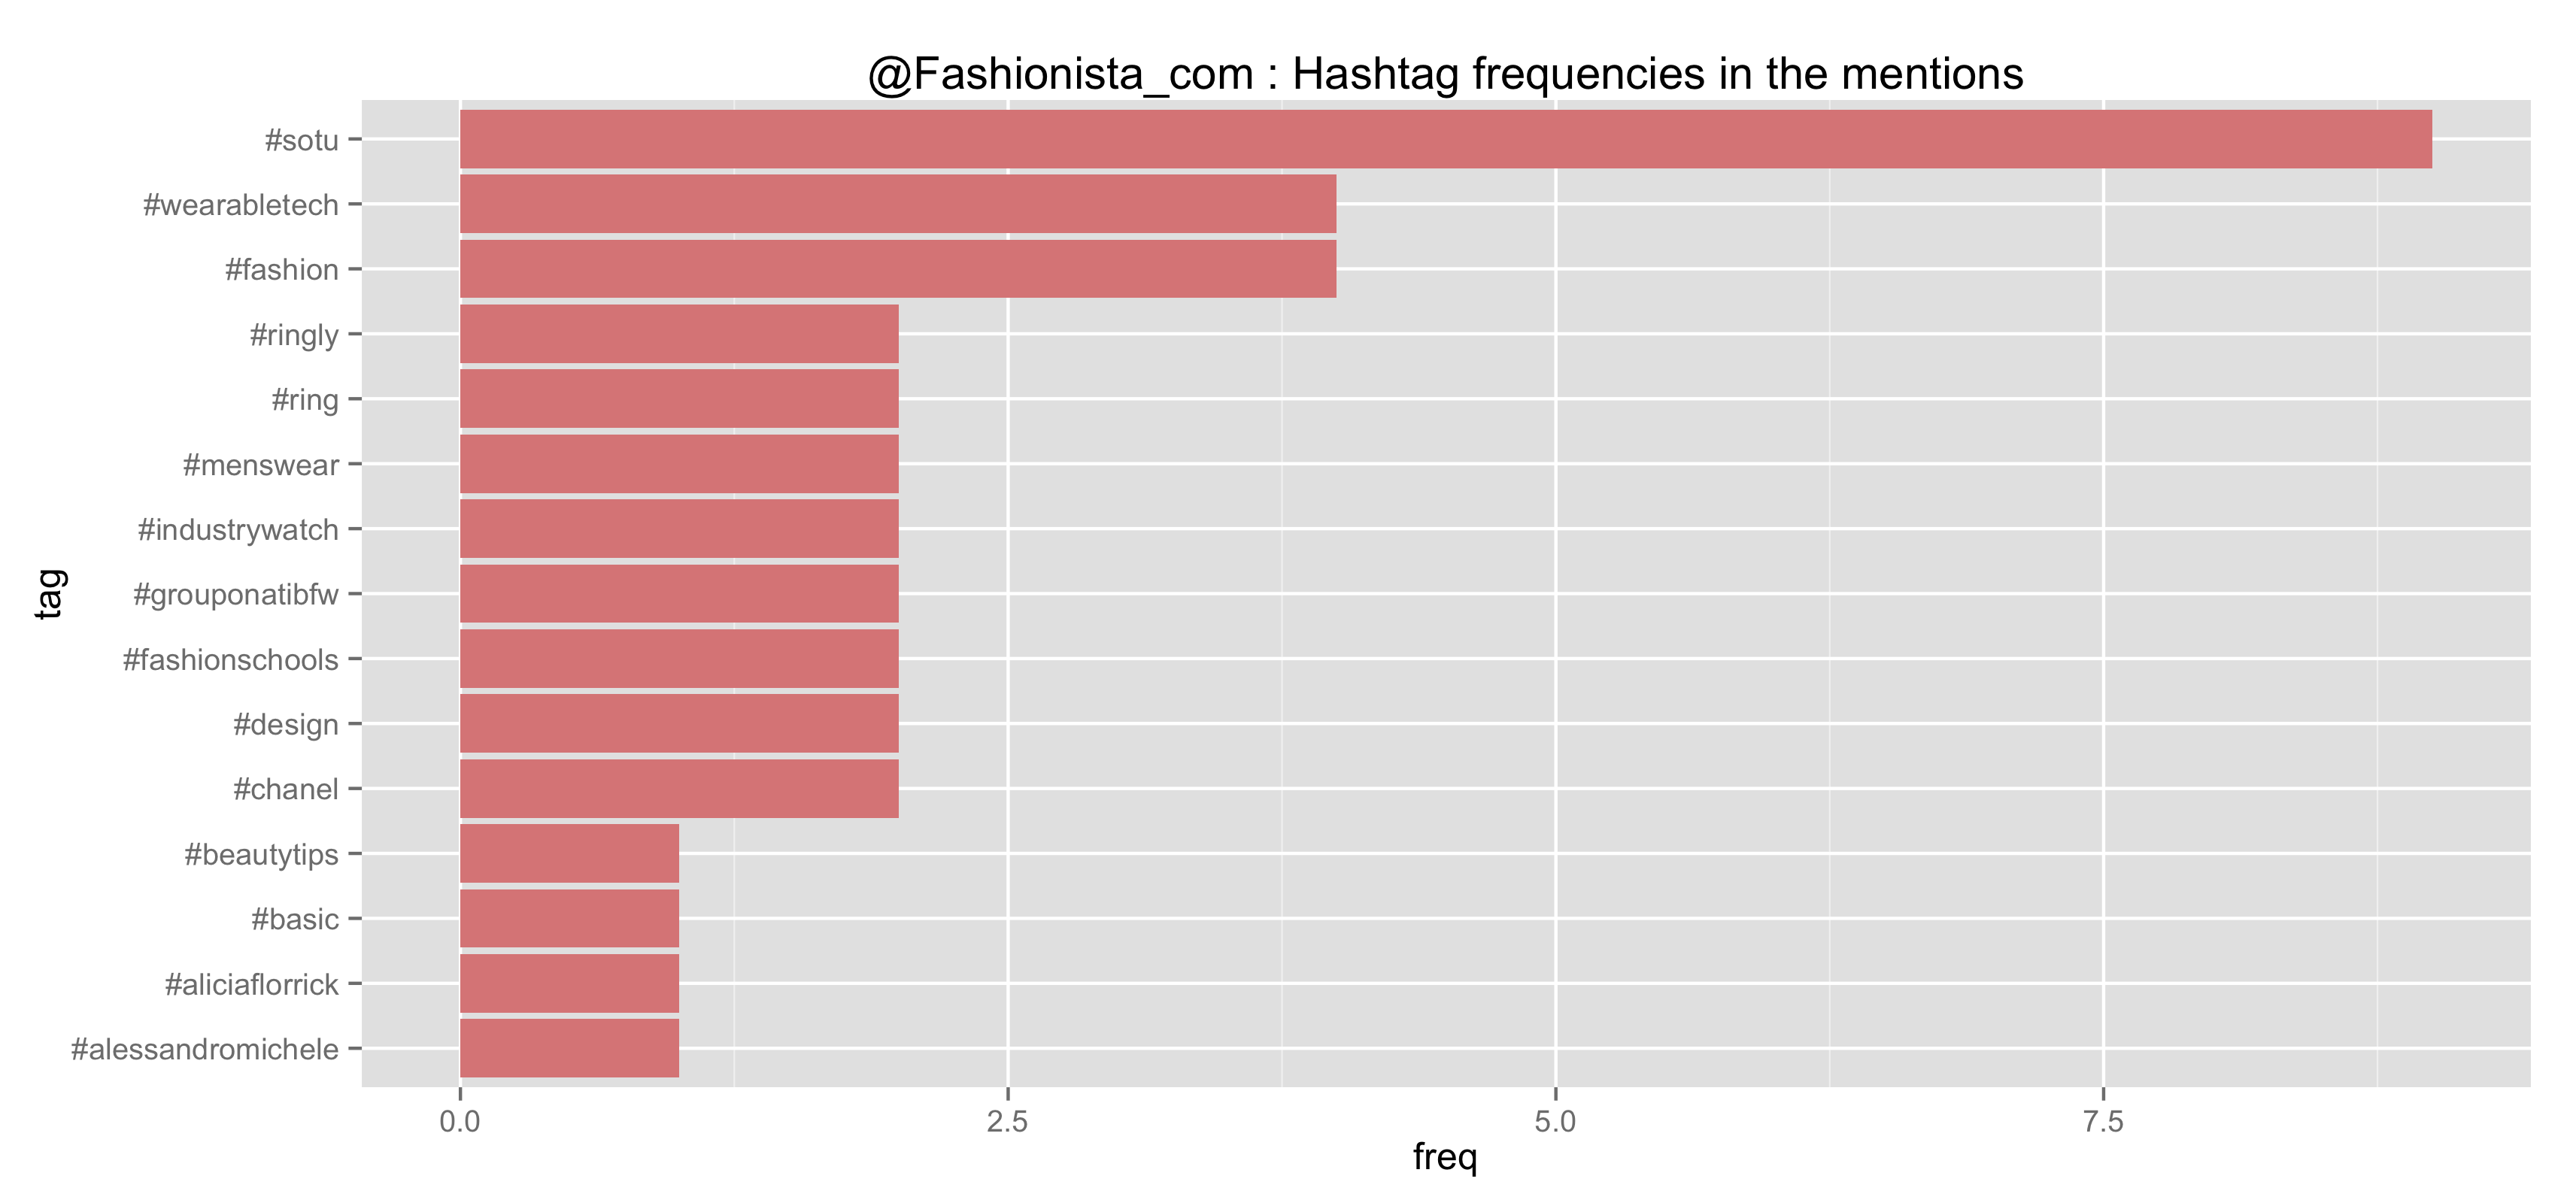 @Fashionista_com : Hashtag frequencies in the mentions
#sotu
#wearabletech
#fashion
#ringly
#ring
#menswear
#industrywatch
#grouponatibfw
#fashionschools
#design
#chanel
#beautytips
#basic
#aliciaflorrick
#alessandromichele
tag
0.0 2.5 5.0 7.5
freq